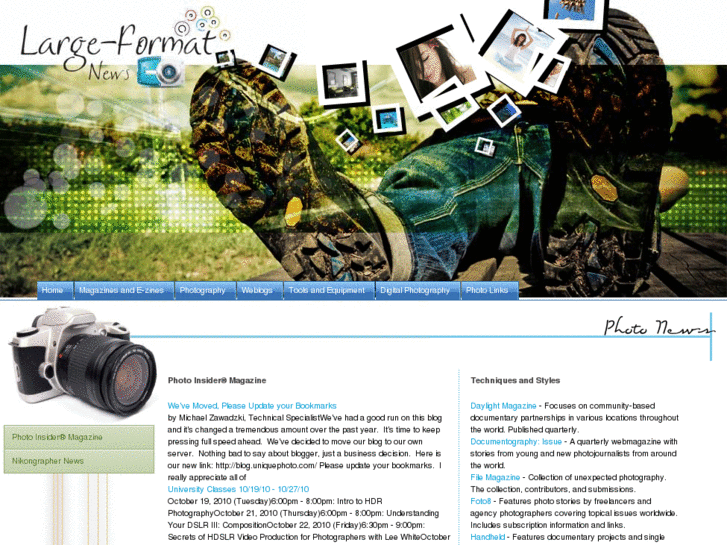 Large-Format
News
Home
Magazines and E-zines
Photography
Weblogs
Tools and Equipment
Digital Photography
Photo Links
Photo News
Photo Insider® Magazine
Nikongrapher News
Photo Insider® Magazine
We've Moved, Please Update your Bookmarks
by Michael Zawadzki, Technical SpecialistWe've had a good run on this blog
and it's changed a tremendous amount over the past year.  It's time to keep
pressing full speed ahead.  We've decided to move our blog to our own
server.  Nothing bad to say about blogger, just a business decision.  Here is
our new link: http://blog.uniquephoto.com/ Please update your bookmarks.  I
really appreciate all of
University Classes 10/19/10 - 10/27/10
October 19, 2010 (Tuesday)6:00pm - 8:00pm: Intro to HDR
PhotographyOctober 21, 2010 (Thursday)6:00pm - 8:00pm: Understanding
Your DSLR III: CompositionOctober 22, 2010 (Friday)6:30pm - 9:00pm:
Secrets of HDSLR Video Production for Photographers with Lee WhiteOctober
Techniques and Styles
Daylight Magazine - Focuses on community-based
documentary partnerships in various locations throughout
the world. Published quarterly.
Documentography: Issue - A quarterly webmagazine with
stories from young and new photojournalists from around
the world.
File Magazine - Collection of unexpected photography.
The collection, contributors, and submissions.
Foto8 - Features photo stories by freelancers and
agency photographers covering topical issues worldwide.
Includes subscription information and links.
Handheld - Features documentary projects and single